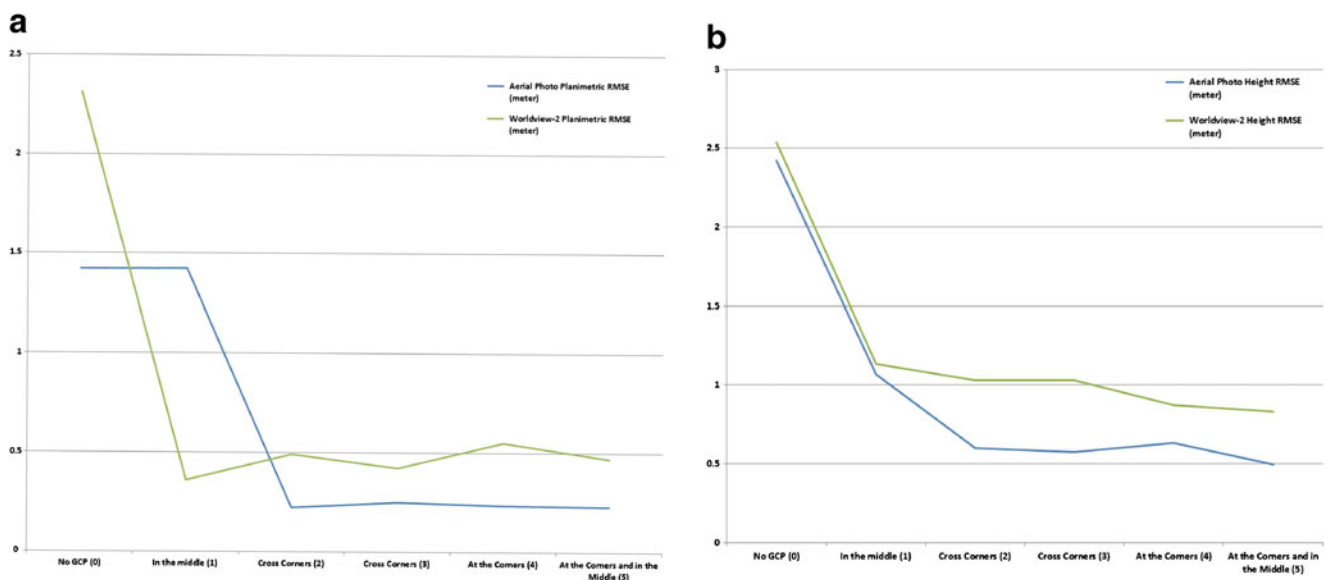 a
2.5
2
1.5
1
0.5
0
Aerial Photo Planimetric RMSE
(meter)
Worldview-2 Planimetric RMSE
(meter)
No GCP (0)
In the middle (1)
Cross Corners (2)
Cross Corners (3)
At the Corners (4)
At the Corners and in the
Middle (5)
b
3
2.5
2
1.5
1
0.5
0
Aerial Photo Height RMSE
(meter)
Worldview-2 Height RMSE
(meter)
No GCP (0)
In the middle (1)
Cross Corners (2)
Cross Corners (3)
At the Corners (4)
At the Corners and in
the Middle (5)